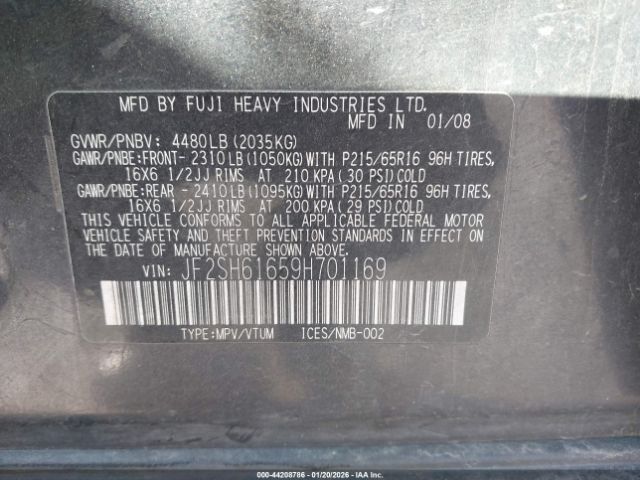 MFD BY FUJI HEAVY INDUSTRIES LTD.
MFD IN 01/08
GVWR/PNBV: 4480LB(2035KG)
GAWR/PNBE:FRONT- 2310LB(1050KG)WITH P215/65R16 96H TIRES,
16X6 1/2JJ RIMS AT 210 KPA(30 PSI)COLD
GAWR/PNBE:REAR - 2410LB(1095KG)WITH P215/65R16 96H TIRES,
16X6 1/2JJ RIMS AT 200 KPA(29 PSI)COLD
THIS VEHICLE CONFORMS TO ALL APPLICABLE FEDERAL MOTOR
VEHICLE SAFETY AND THEFT PREVENTION STANDARDS IN EFFECT ON
THE DATE OF MANUFACTURE SHOWN ABOVE.
VIN: JF2SH61659H701169
TYPE:MPV/VTUM ICES/NMB-002
000-44208786 - 01/20/2026 - IAA Inc.